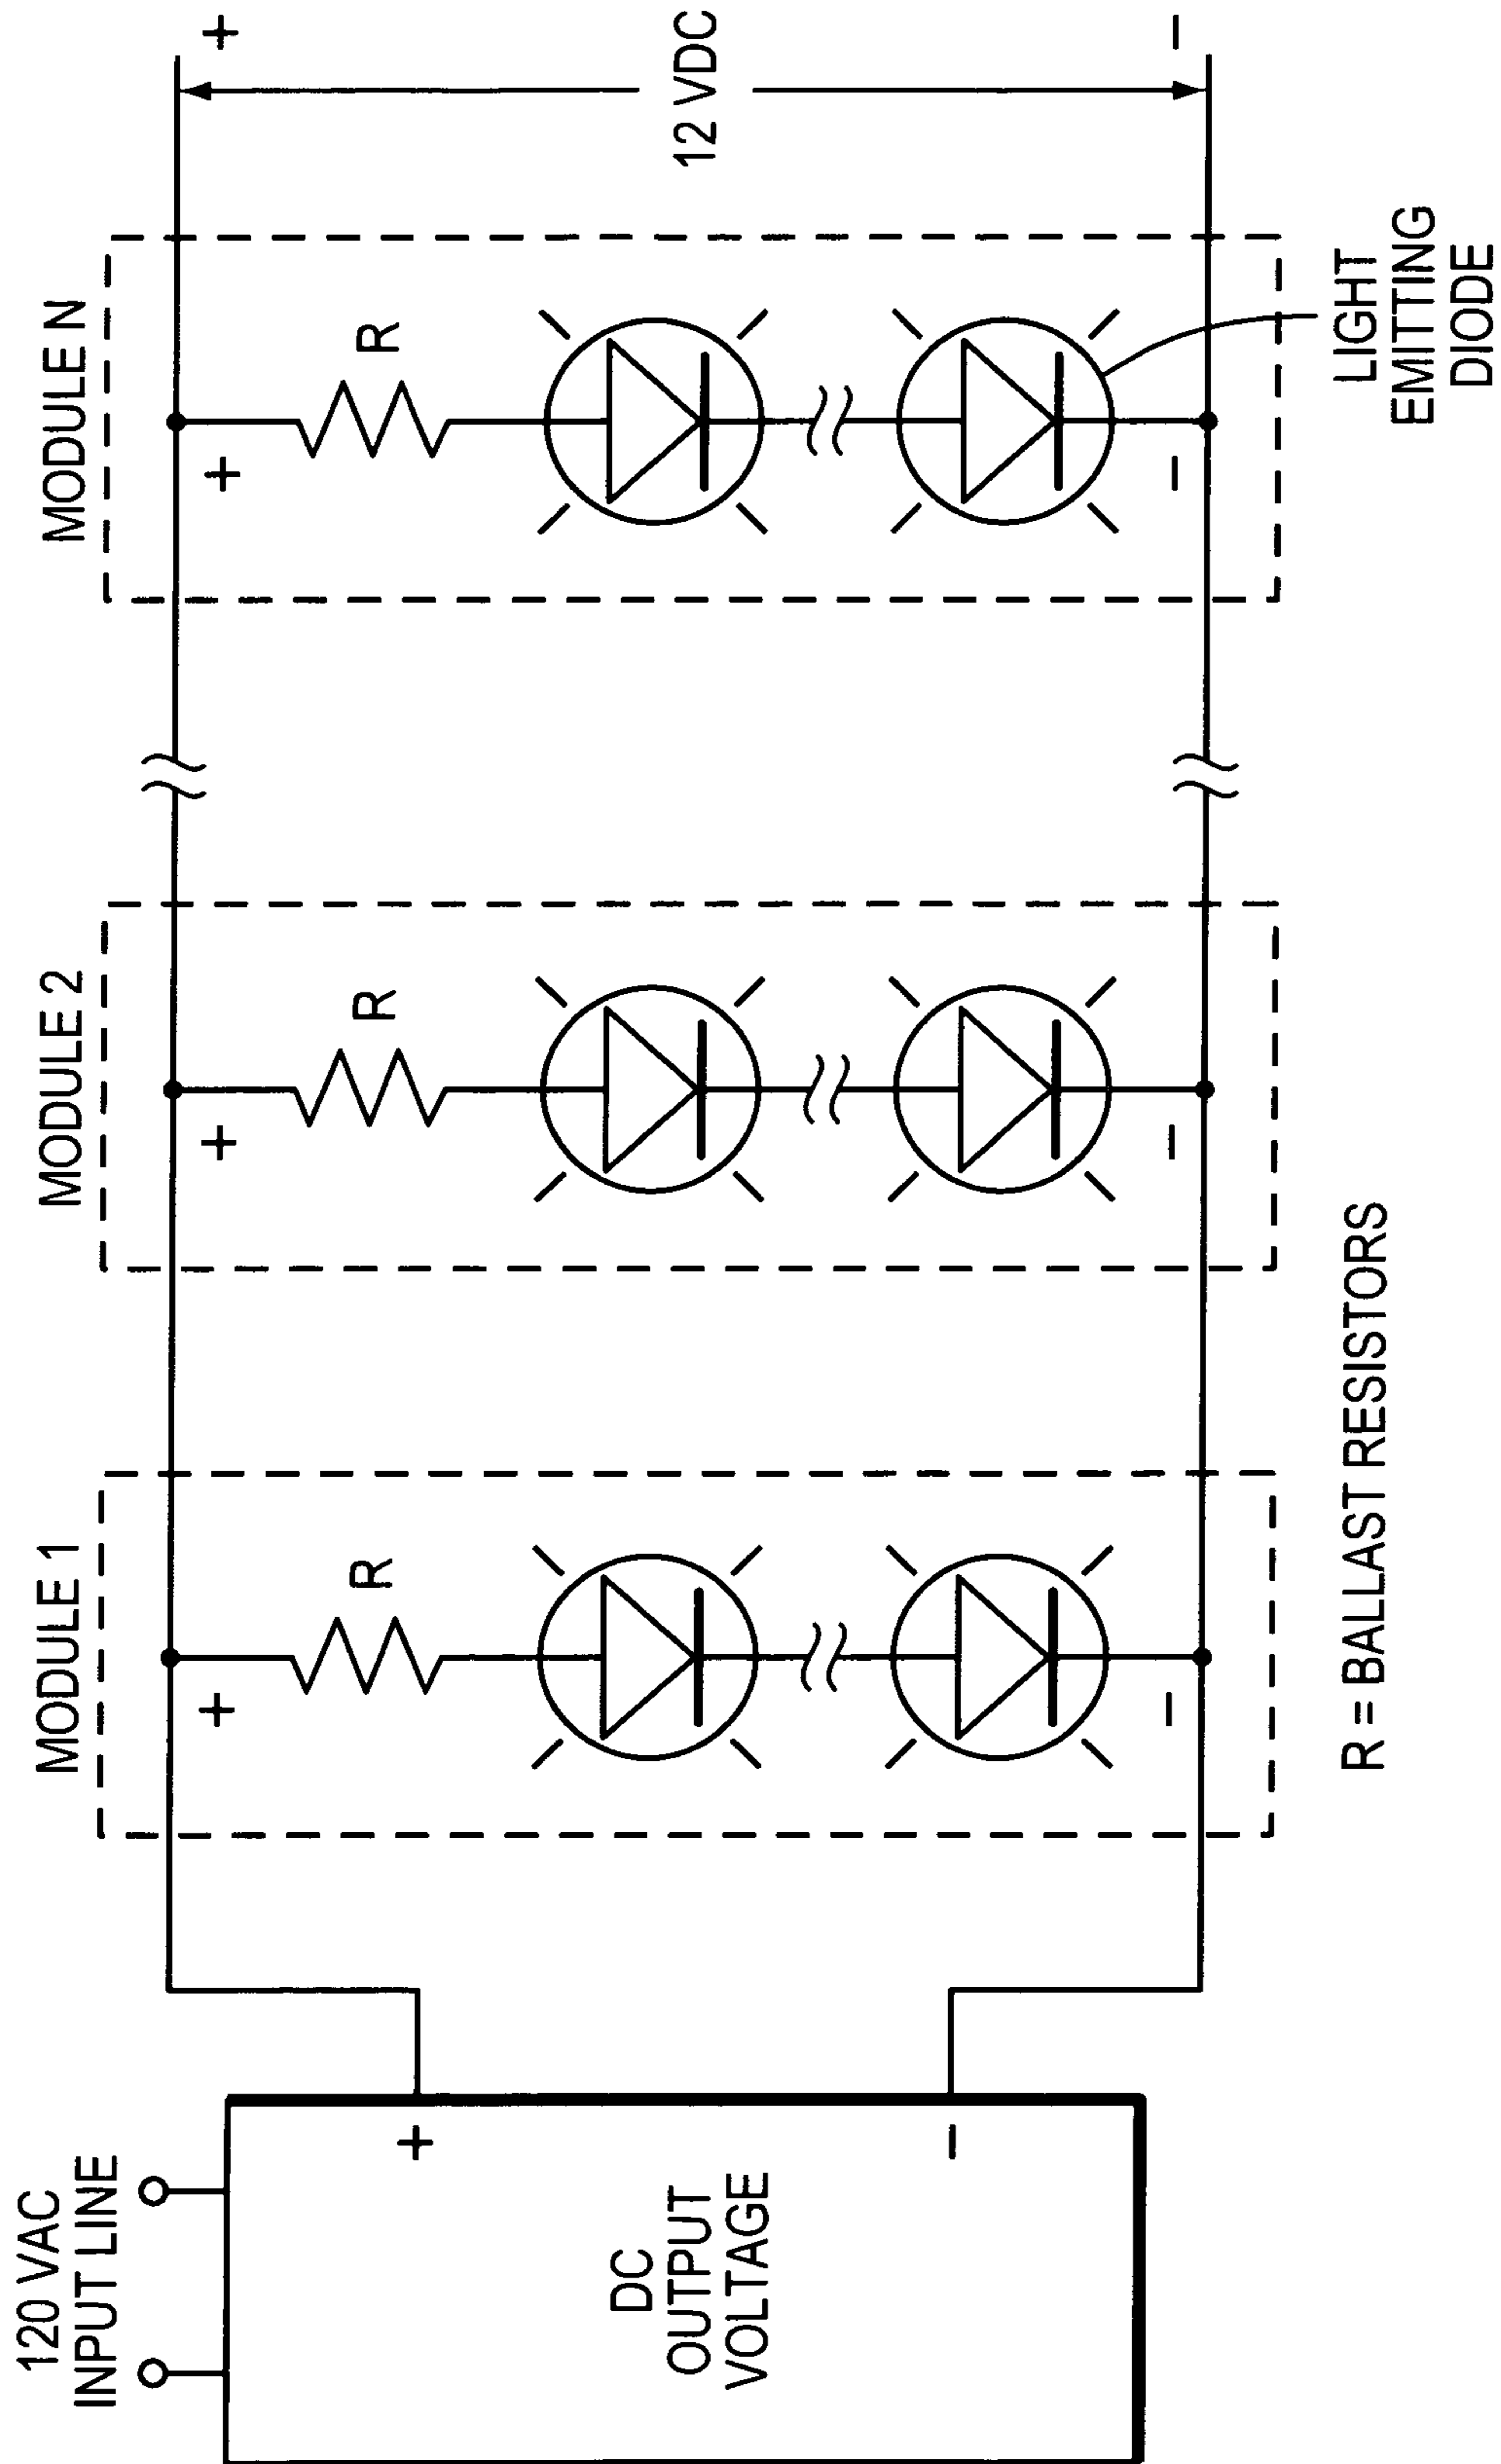 120 VAC
INPUT LINE
DC
OUTPUT
VOLTAGE
+
−
MODULE 1
+
R
−
MODULE 2
+
R
−
MODULE N
+
R
−
+
12 VDC
−
R = BALLAST RESISTORS
LIGHT
EMITTING
DIODE